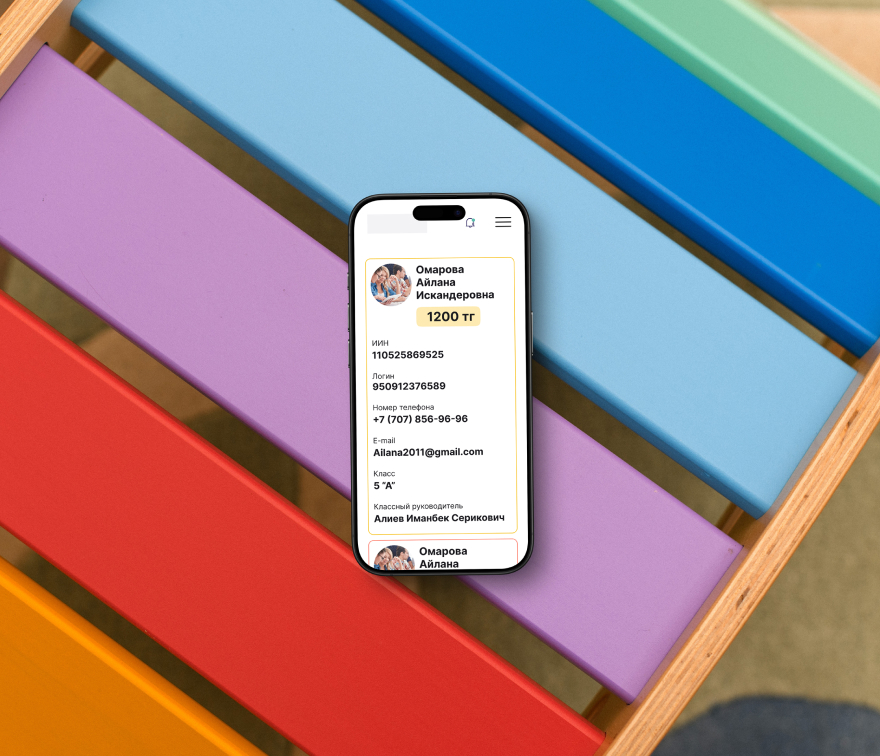 Омарова
Айлана
Искандеровна
1200 тг
ИИН
110525869525
Логин
950912376589
Номер телефона
+7 (707) 856-96-96
E-mail
Ailana2011@gmail.com
Класс
5 “А”
Классный руководитель
Алиев Иманбек Серикович
Омарова
Айлана